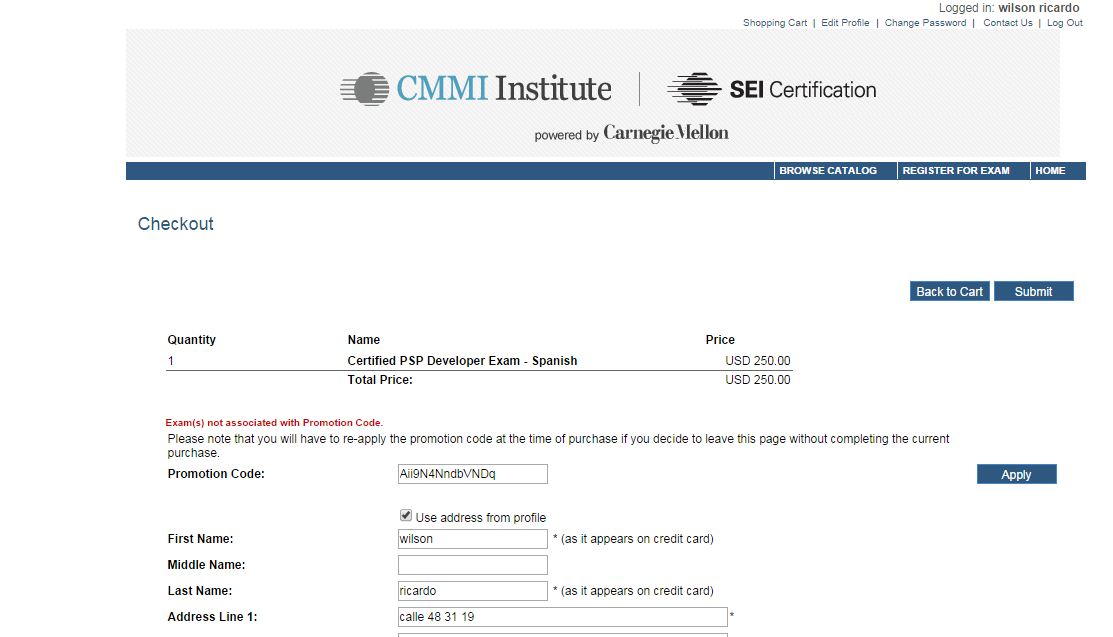 Logged in: wilson ricardo
Shopping Cart | Edit Profile | Change Password | Contact Us | Log Out
CMMI Institute SEI Certification
powered by Carnegie Mellon
BROWSE CATALOG REGISTER FOR EXAM HOME
Checkout
Back to Cart Submit
Quantity Name Price
1 Certified PSP Developer Exam - Spanish USD 250.00
Total Price: USD 250.00
Exam(s) not associated with Promotion Code.
Please note that you will have to re-apply the promotion code at the time of purchase if you decide to leave this page without completing the current
purchase.
Promotion Code: Aii9N4NndbVNDq Apply
Use address from profile
First Name: wilson * (as it appears on credit card)
Middle Name:
Last Name: ricardo * (as it appears on credit card)
Address Line 1: calle 48 31 19 *